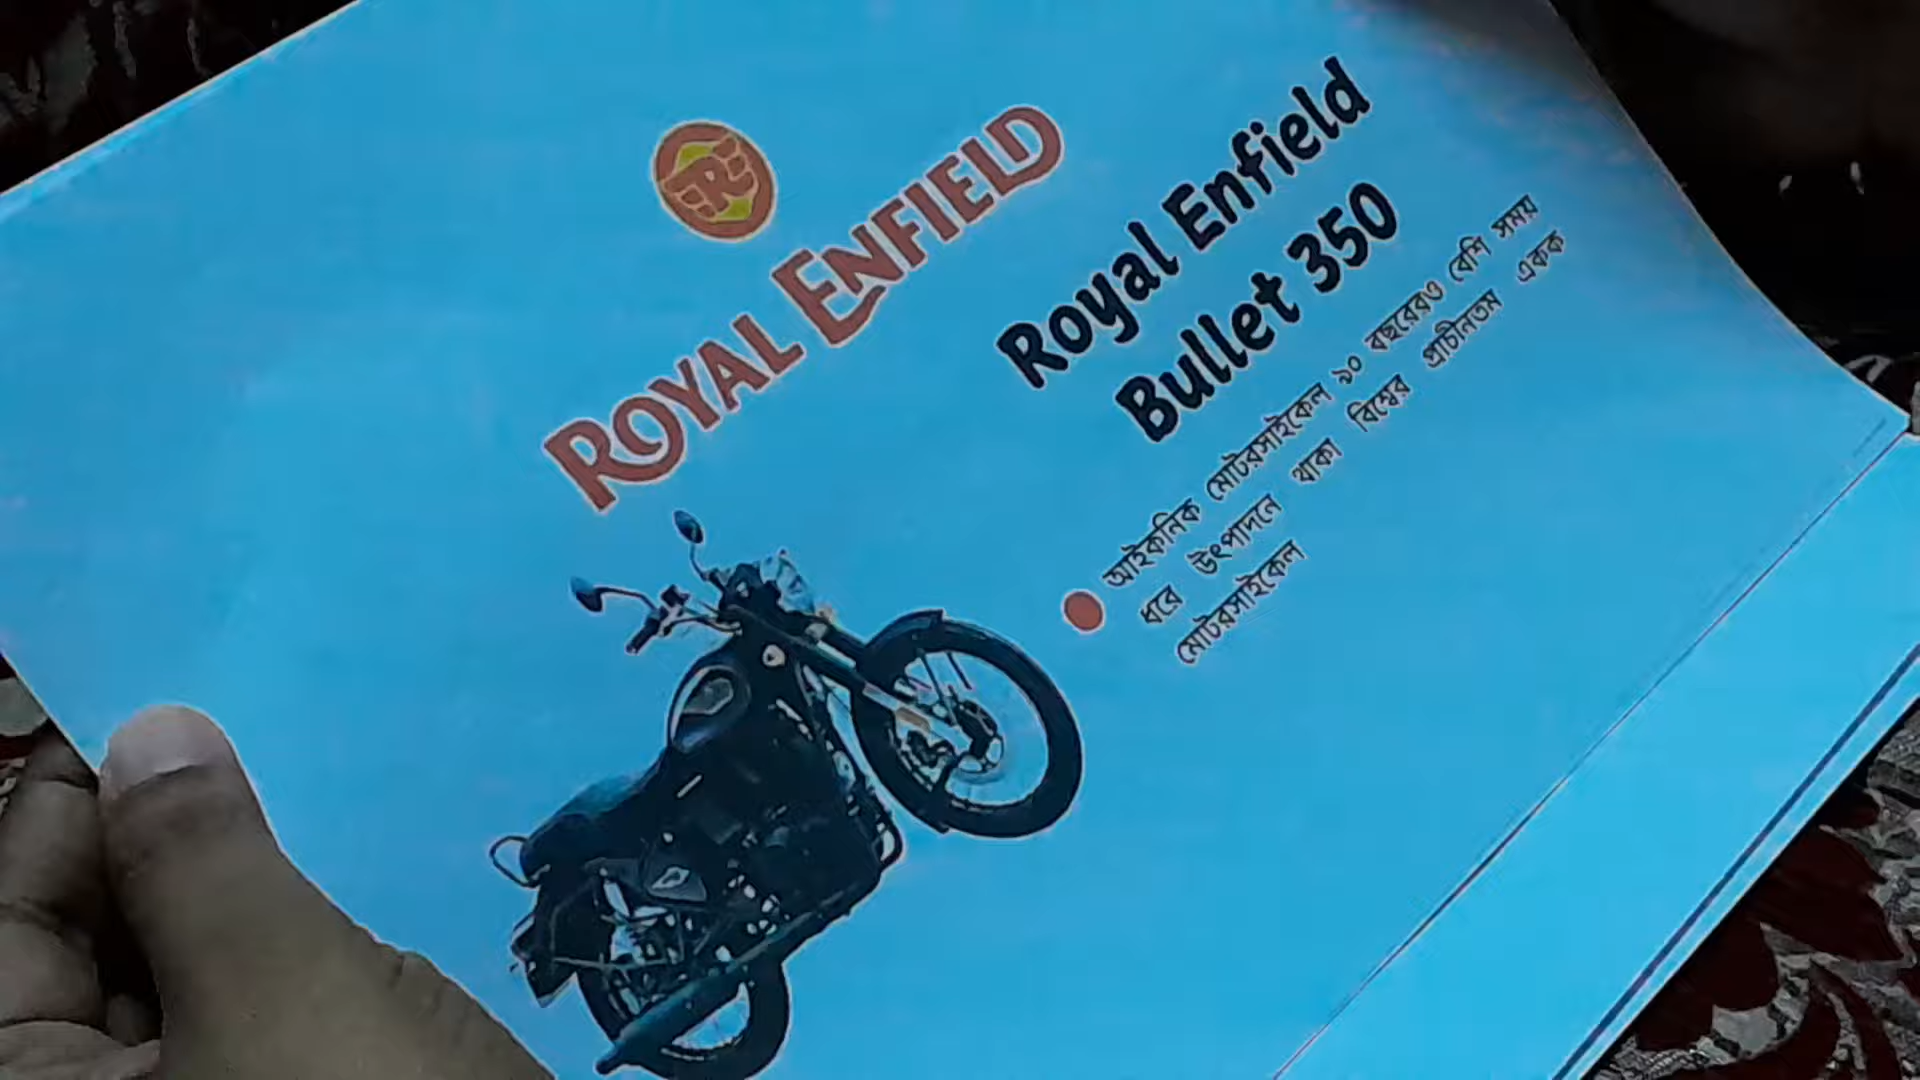 ROYAL ENFIELD
Royal Enfield
Bullet 350
আইকনিক মোটরসাইকেল ৯০ বছরেরও বেশি সময়
ধরে উৎপাদনে থাকা বিশ্বের প্রাচীনতম একক
মোটরসাইকেল